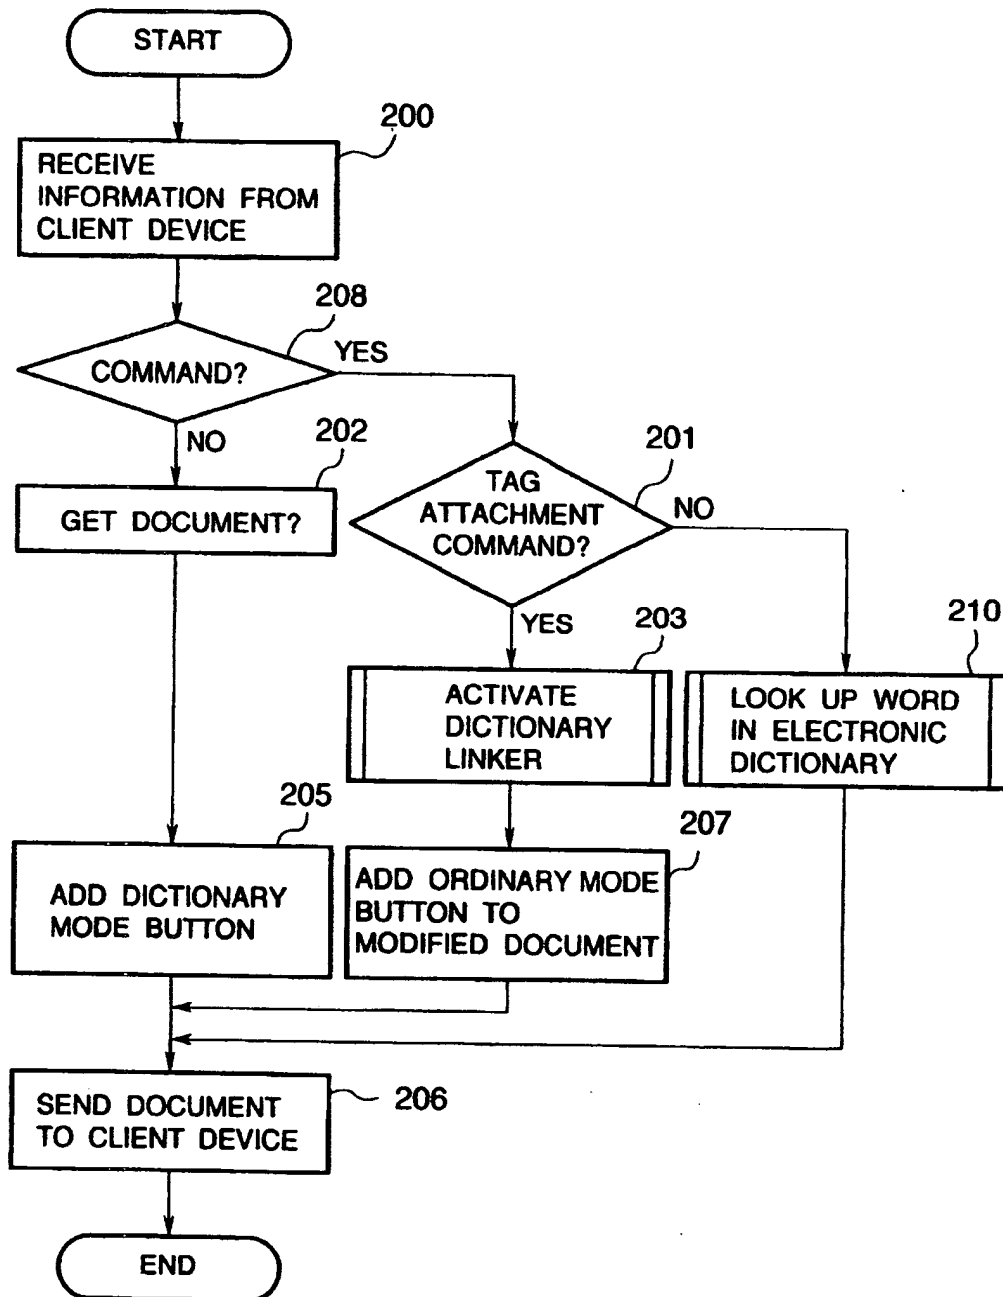 START
200
RECEIVE
INFORMATION FROM
CLIENT DEVICE
208
COMMAND?
YES
NO
202
GET DOCUMENT?
201
TAG
ATTACHMENT
COMMAND?
NO
YES
203
ACTIVATE
DICTIONARY
LINKER
210
LOOK UP WORD
IN ELECTRONIC
DICTIONARY
205
ADD DICTIONARY
MODE BUTTON
207
ADD ORDINARY MODE
BUTTON TO
MODIFIED DOCUMENT
SEND DOCUMENT
TO CLIENT DEVICE
206
END